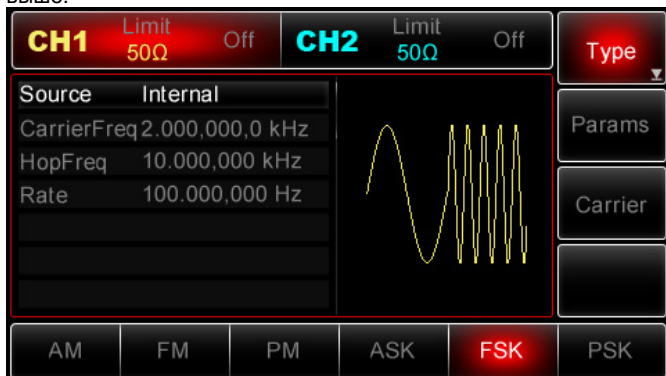 выше.
CH1 Limit 50Ω Off CH2 Limit 50Ω Off
Type
Source Internal
CarrierFreq 2.000,000,0 kHz
HopFreq 10.000,000 kHz
Rate 100.000,000 Hz
Params
Carrier
AM FM PM ASK FSK PSK